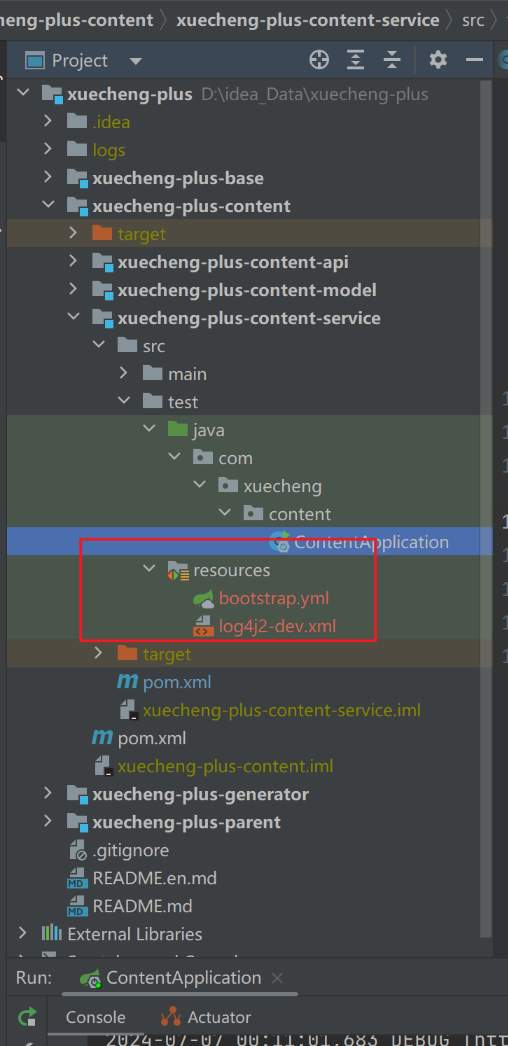 eng-plus-content xuecheng-plus-content-service src
Project
xuecheng-plus D:\idea_Data\xuecheng-plus
.idea
logs
xuecheng-plus-base
xuecheng-plus-content
target
xuecheng-plus-content-api
xuecheng-plus-content-model
xuecheng-plus-content-service
src
main
test
java
com
xuecheng
content
ContentApplication
resources
bootstrap.yml
log4j2-dev.xml
target
pom.xml
xuecheng-plus-content-service.iml
pom.xml
xuecheng-plus-content.iml
xuecheng-plus-generator
xuecheng-plus-parent
.gitignore
README.en.md
README.md
External Libraries
Run: ContentApplication
Console Actuator
2024-07-07 00:11:01.683 DEBUG [htt